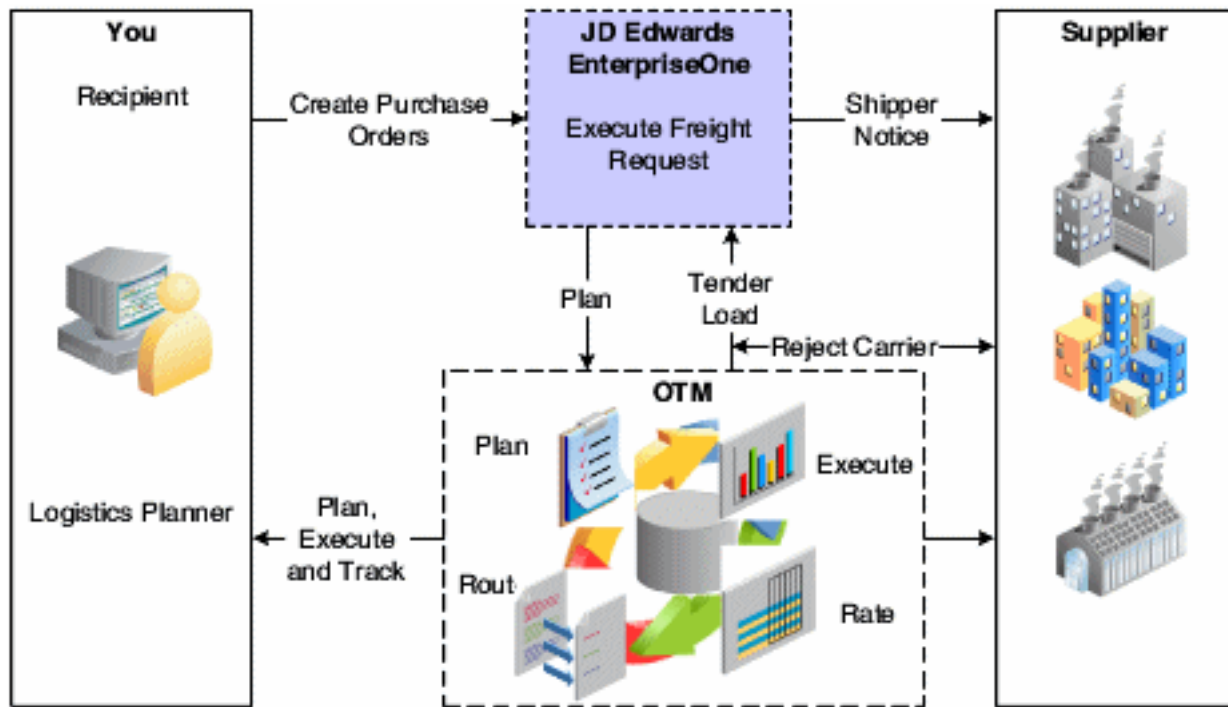 You
Recipient
Logistics Planner
Create Purchase
Orders
JD Edwards
EnterpriseOne
Execute Freight
Request
Shipper
Notice
Supplier
Plan
Tender
Load
Reject Carrier
OTM
Plan
Execute
Rout
Rate
Plan,
Execute
and Track